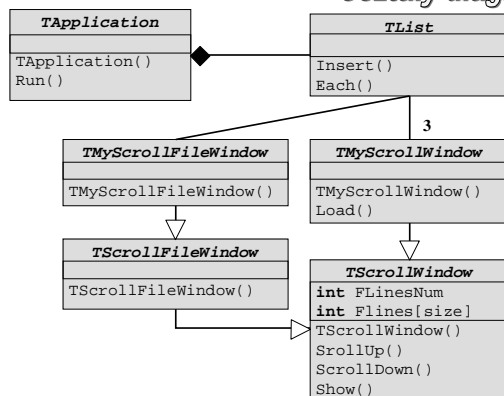 TApplication
TApplication()
Run()
TList
Insert()
Each()
3
TMyScrollFileWindow
TMyScrollFileWindow()
TMyScrollWindow
TMyScrollWindow()
Load()
TScrollFileWindow
TScrollFileWindow()
TScrollWindow
int FLinesNum
int Flines[size]
TScrollWindow()
SrollUp()
ScrollDown()
Show()